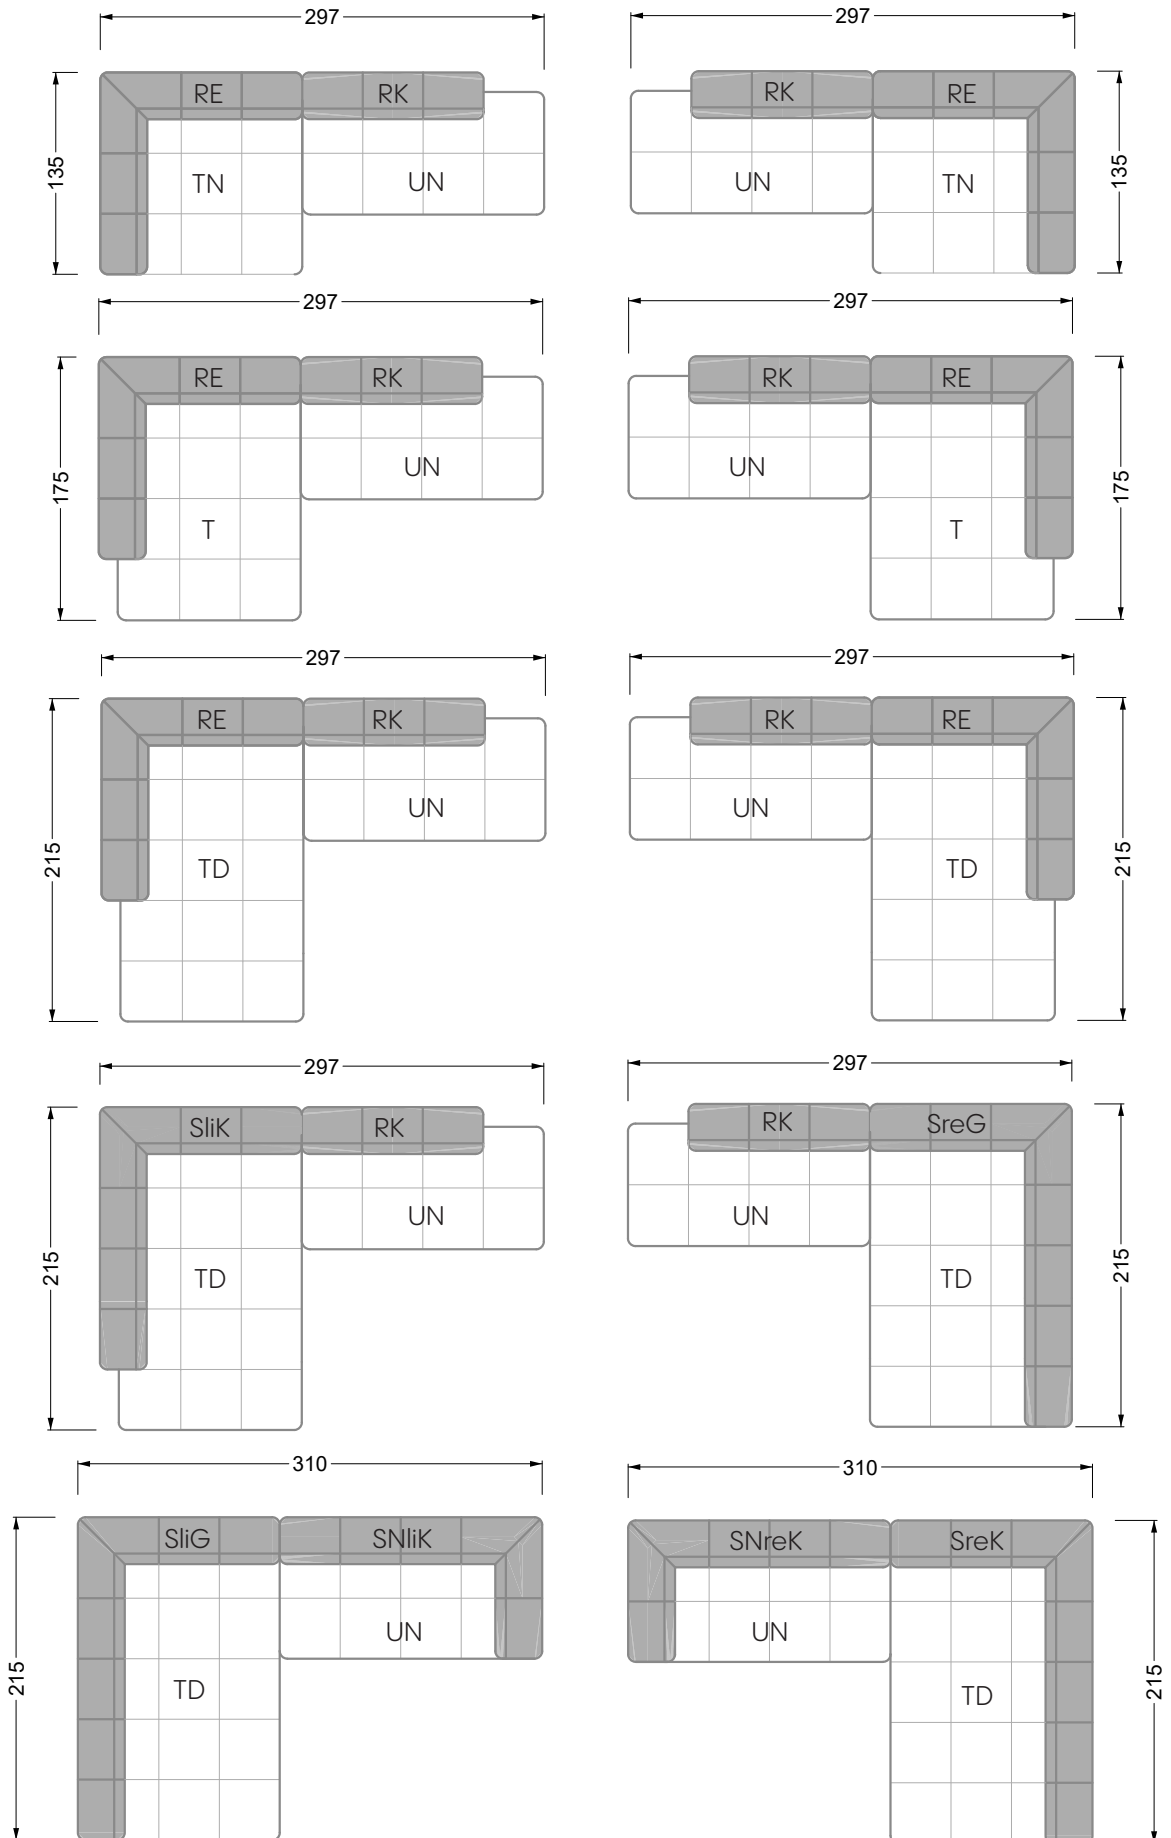 297 297
RE RK RK RE
135 TN UN UN TN 135
297 297
RE RK RK RE
175 UN UN 175
T T
297 297
RE RK RK RE
UN UN
215 TD TD 215
297 297
SliK RK RK SreG
UN UN
215 TD TD 215
310 310
SliG SNliK SNreK SreK
UN UN
215 TD TD 215